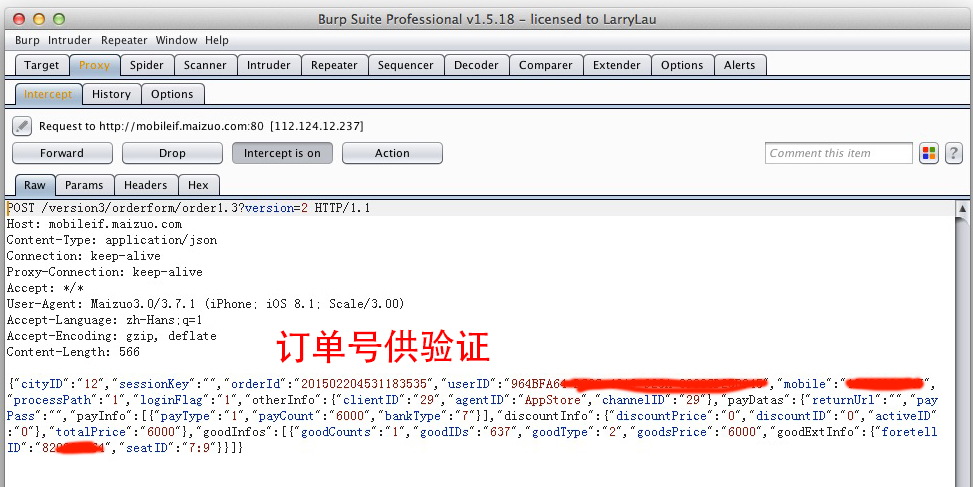 Burp Suite Professional v1.5.18 - licensed to LarryLau
Burp Intruder Repeater Window Help
Target Proxy Spider Scanner Intruder Repeater Sequencer Decoder Comparer Extender Options Alerts
Intercept History Options
Request to http://mobileif.maizuo.com:80 [112.124.12.237]
Forward Drop Intercept is on Action Comment this item ?
Raw Params Headers Hex
POST /version3/orderform/order1.3?version=2 HTTP/1.1
Host: mobileif.maizuo.com
Content-Type: application/json
Connection: keep-alive
Proxy-Connection: keep-alive
Accept: */*
User-Agent: Maizuo3.0/3.7.1 (iPhone; iOS 8.1; Scale/3.00)
Accept-Language: zh-Hans;q=1
Accept-Encoding: gzip, deflate
Content-Length: 566
订单号供验证
{"cityID":"12","sessionKey":"","orderId":"201502204531183535","userID":"964BFA64 ","mobile":" ",
"processPath":"1","loginFlag":"1","otherInfo":{"clientID":"29","agentID":"AppStore","channelID":"29"},"payDatas":{"returnUrl":"","pay
Pass":"","payInfo":[{"payType":"1","payCount":"6000","bankType":"7"}],"discountInfo":{"discountPrice":"0","discountID":"0","activeID"
:"0"},"totalPrice":"6000"},"goodInfos":[{"goodCounts":"1","goodIDs":"637","goodType":"2","goodsPrice":"6000","goodExtInfo":{"foretell
ID":"82 4","seatID":"7:9"}}]}